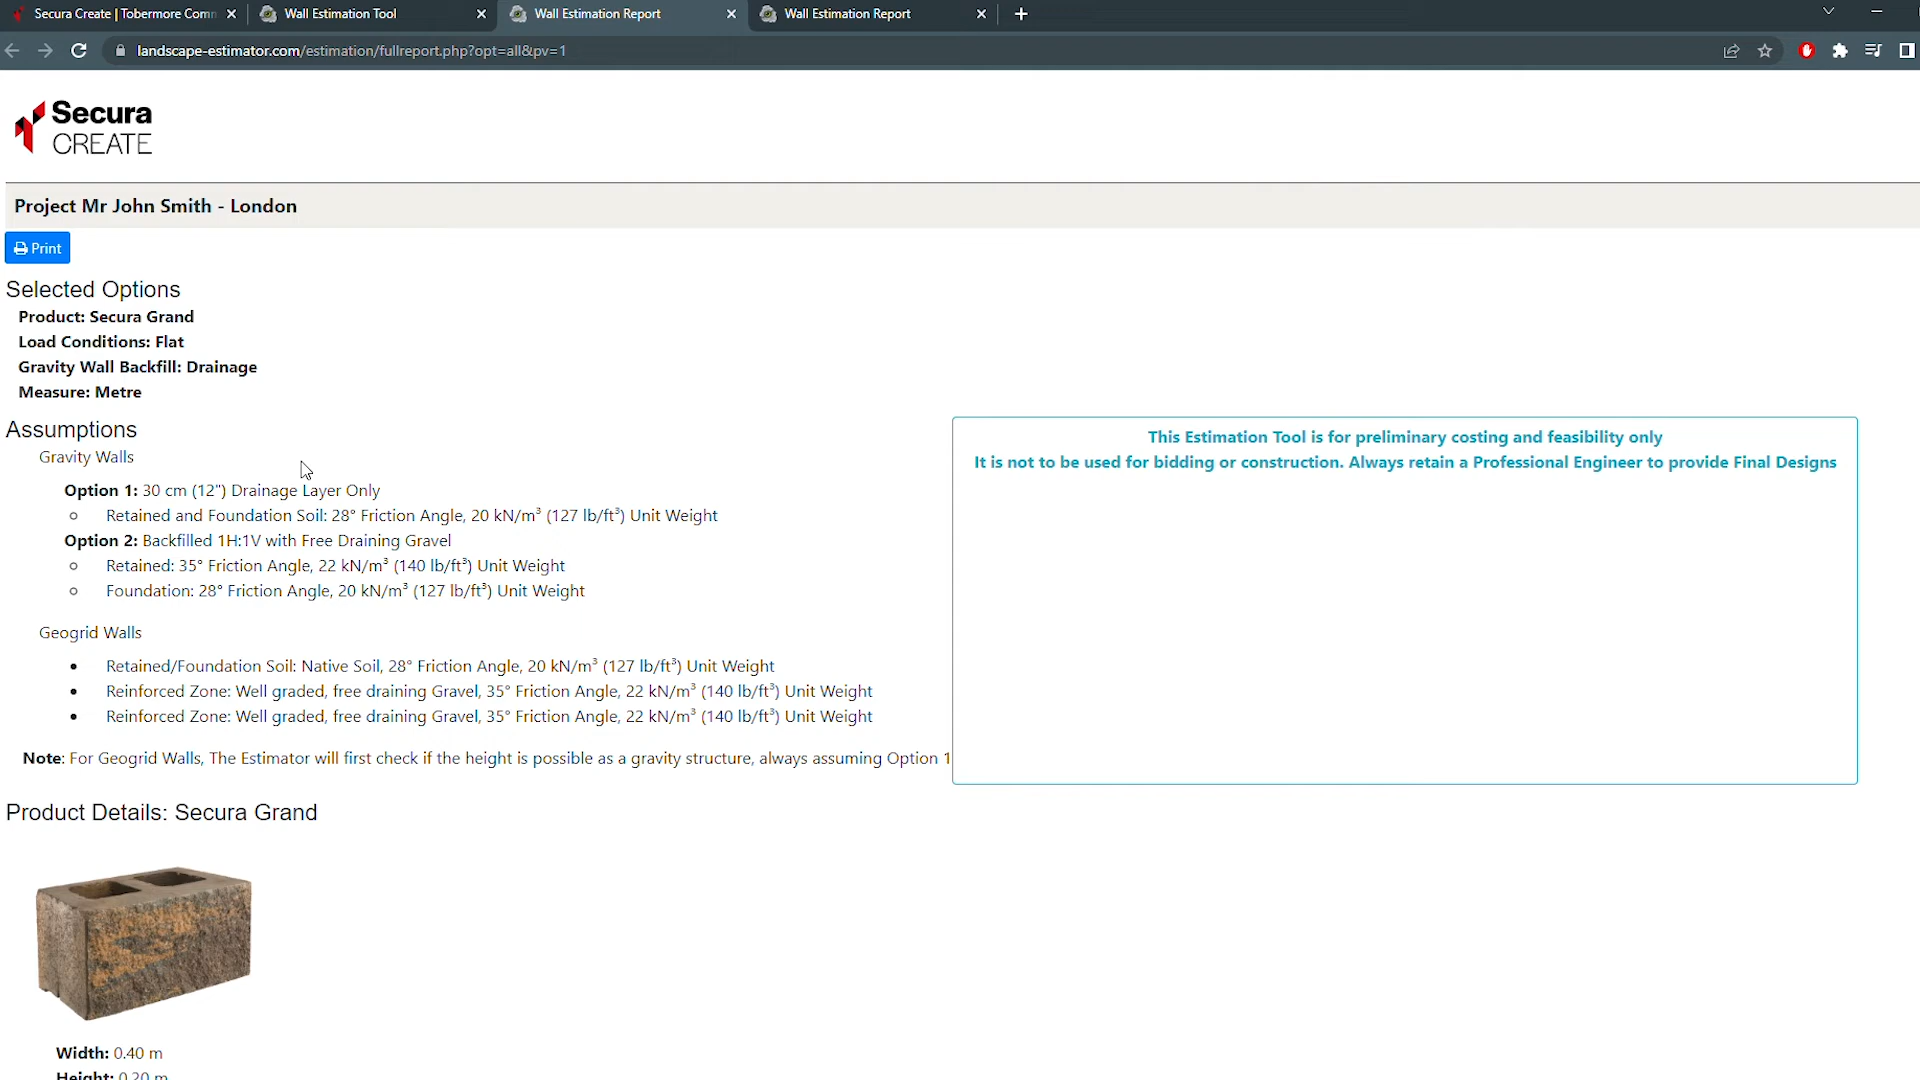 Secura Create | Tobermore Comm
Wall Estimation Tool
Wall Estimation Report
Wall Estimation Report
landscape-estimator.com/estimation/fullreport.php?opt=all&pv=1
Secura
CREATE
Project Mr John Smith - London
Print
Selected Options
Product: Secura Grand
Load Conditions: Flat
Gravity Wall Backfill: Drainage
Measure: Metre
Assumptions
Gravity Walls
Option 1: 30 cm (12") Drainage Layer Only
Retained and Foundation Soil: 28° Friction Angle, 20 kN/m³ (127 lb/ft³) Unit Weight
Option 2: Backfilled 1H:1V with Free Draining Gravel
Retained: 35° Friction Angle, 22 kN/m³ (140 lb/ft³) Unit Weight
Foundation: 28° Friction Angle, 20 kN/m³ (127 lb/ft³) Unit Weight
Geogrid Walls
Retained/Foundation Soil: Native Soil, 28° Friction Angle, 20 kN/m³ (127 lb/ft³) Unit Weight
Reinforced Zone: Well graded, free draining Gravel, 35° Friction Angle, 22 kN/m³ (140 lb/ft³) Unit Weight
Reinforced Zone: Well graded, free draining Gravel, 35° Friction Angle, 22 kN/m³ (140 lb/ft³) Unit Weight
Note: For Geogrid Walls, The Estimator will first check if the height is possible as a gravity structure, always assuming Option 1
This Estimation Tool is for preliminary costing and feasibility only
It is not to be used for bidding or construction. Always retain a Professional Engineer to provide Final Designs
Product Details: Secura Grand
Width: 0.40 m
Height: 0.20 m